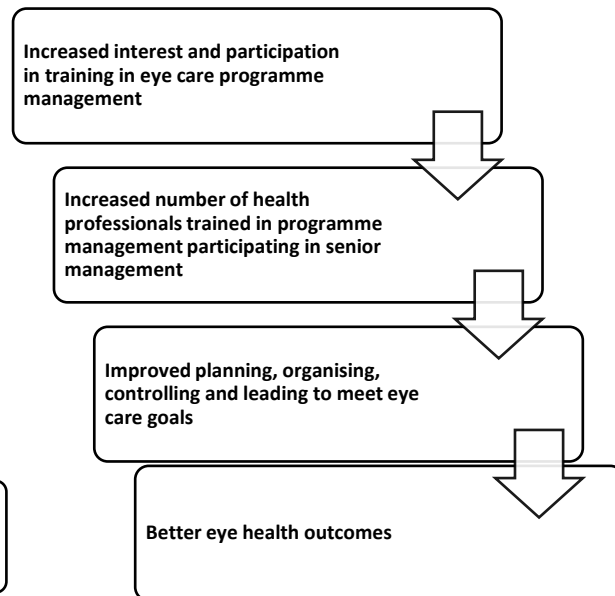 Increased interest and participation
in training in eye care programme
management
Increased number of health
professionals trained in programme
management participating in senior
management
Improved planning, organising,
controlling and leading to meet eye
care goals
Better eye health outcomes